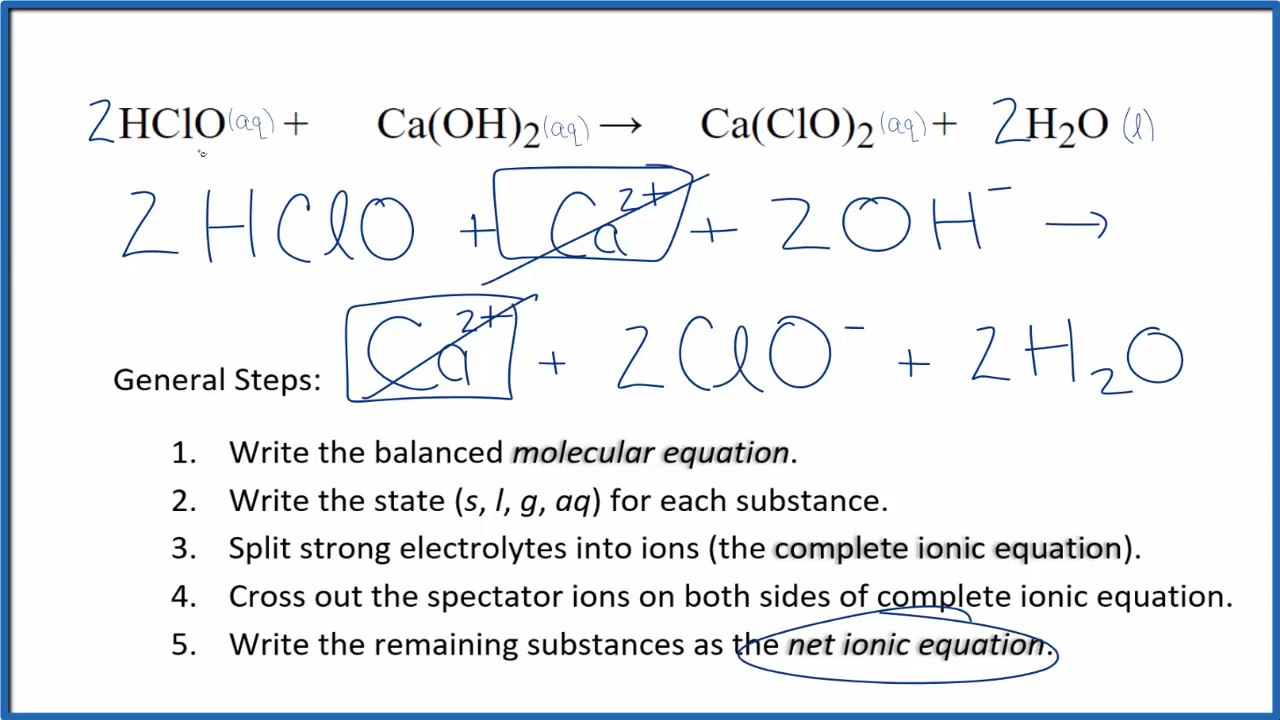 2HClO(aq) + Ca(OH)₂(aq) → Ca(ClO)₂(aq) + 2H₂O (l)
2HClO + Ca²⁺ + 2OH⁻ →
Ca²⁺ + 2ClO⁻ + 2H₂O
General Steps:
1. Write the balanced molecular equation.
2. Write the state (s, l, g, aq) for each substance.
3. Split strong electrolytes into ions (the complete ionic equation).
4. Cross out the spectator ions on both sides of complete ionic equation.
5. Write the remaining substances as the net ionic equation.